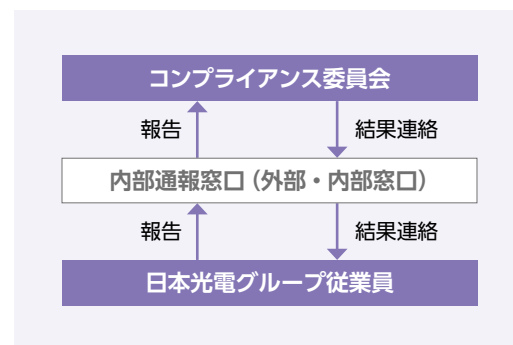 コンプライアンス委員会
報告
結果連絡
内部通報窓口（外部・内部窓口）
報告
結果連絡
日本光電グループ従業員